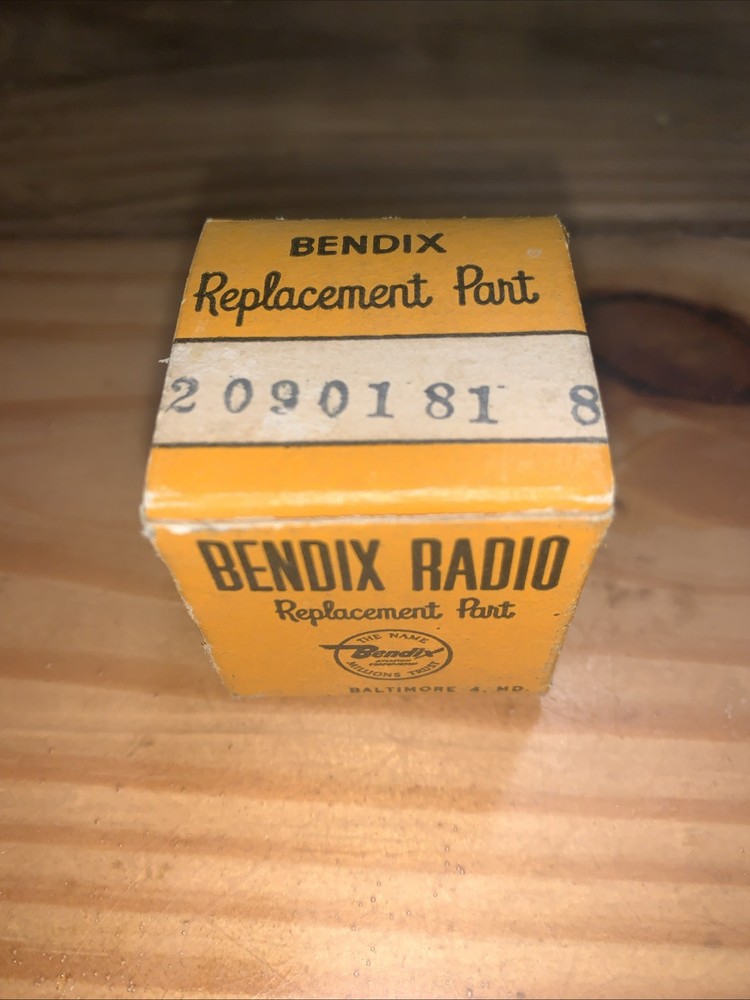 BENDIX
Replacement Part
2090181 8
BENDIX RADIO
Replacement Part
THE NAME
Bendix
MILLIONS TRUST
BALTIMORE 4, MD.